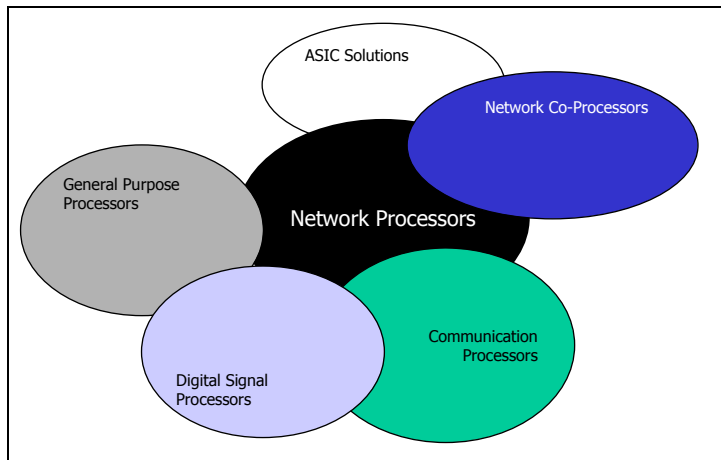 ASIC Solutions
Network Co-Processors
General Purpose
Processors
Network Processors
Communication
Processors
Digital Signal
Processors